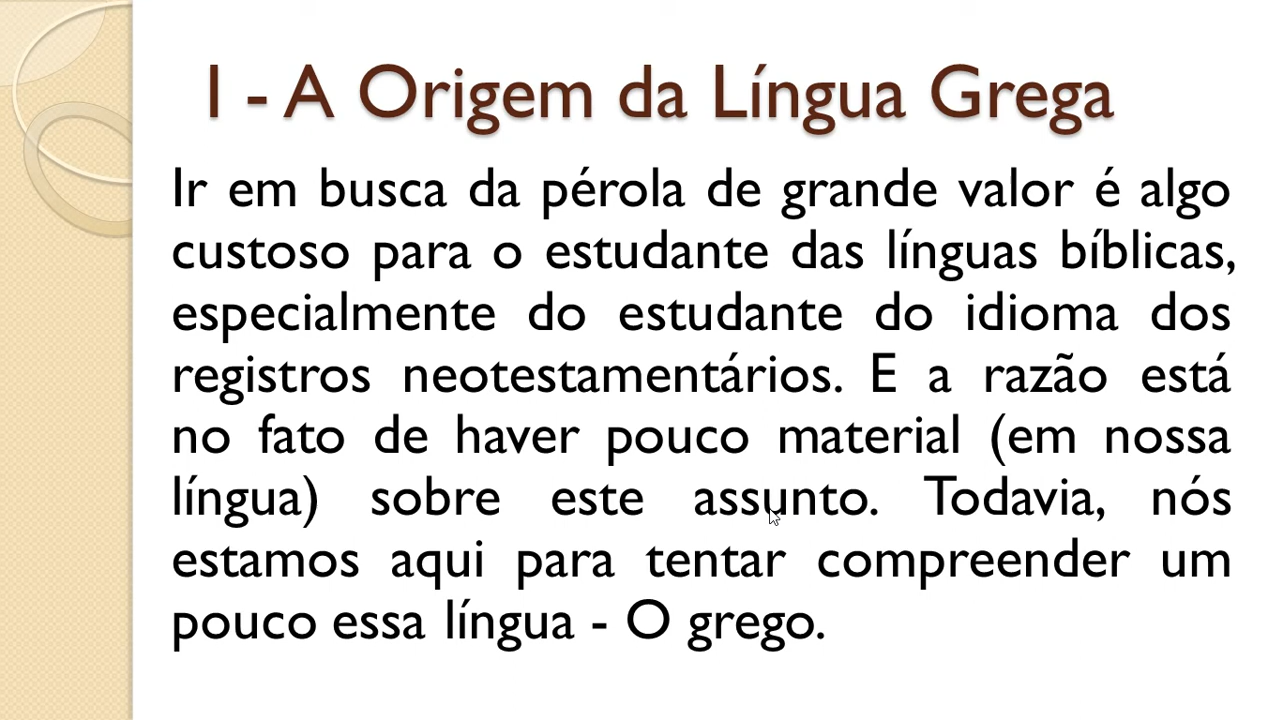 1 - A Origem da Língua Grega
Ir em busca da pérola de grande valor é algo
custoso para o estudante das línguas bíblicas,
especialmente do estudante do idioma dos
registros neotestamentários. E a razão está
no fato de haver pouco material (em nossa
língua) sobre este assunto. Todavia, nós
estamos aqui para tentar compreender um
pouco essa língua - O grego.